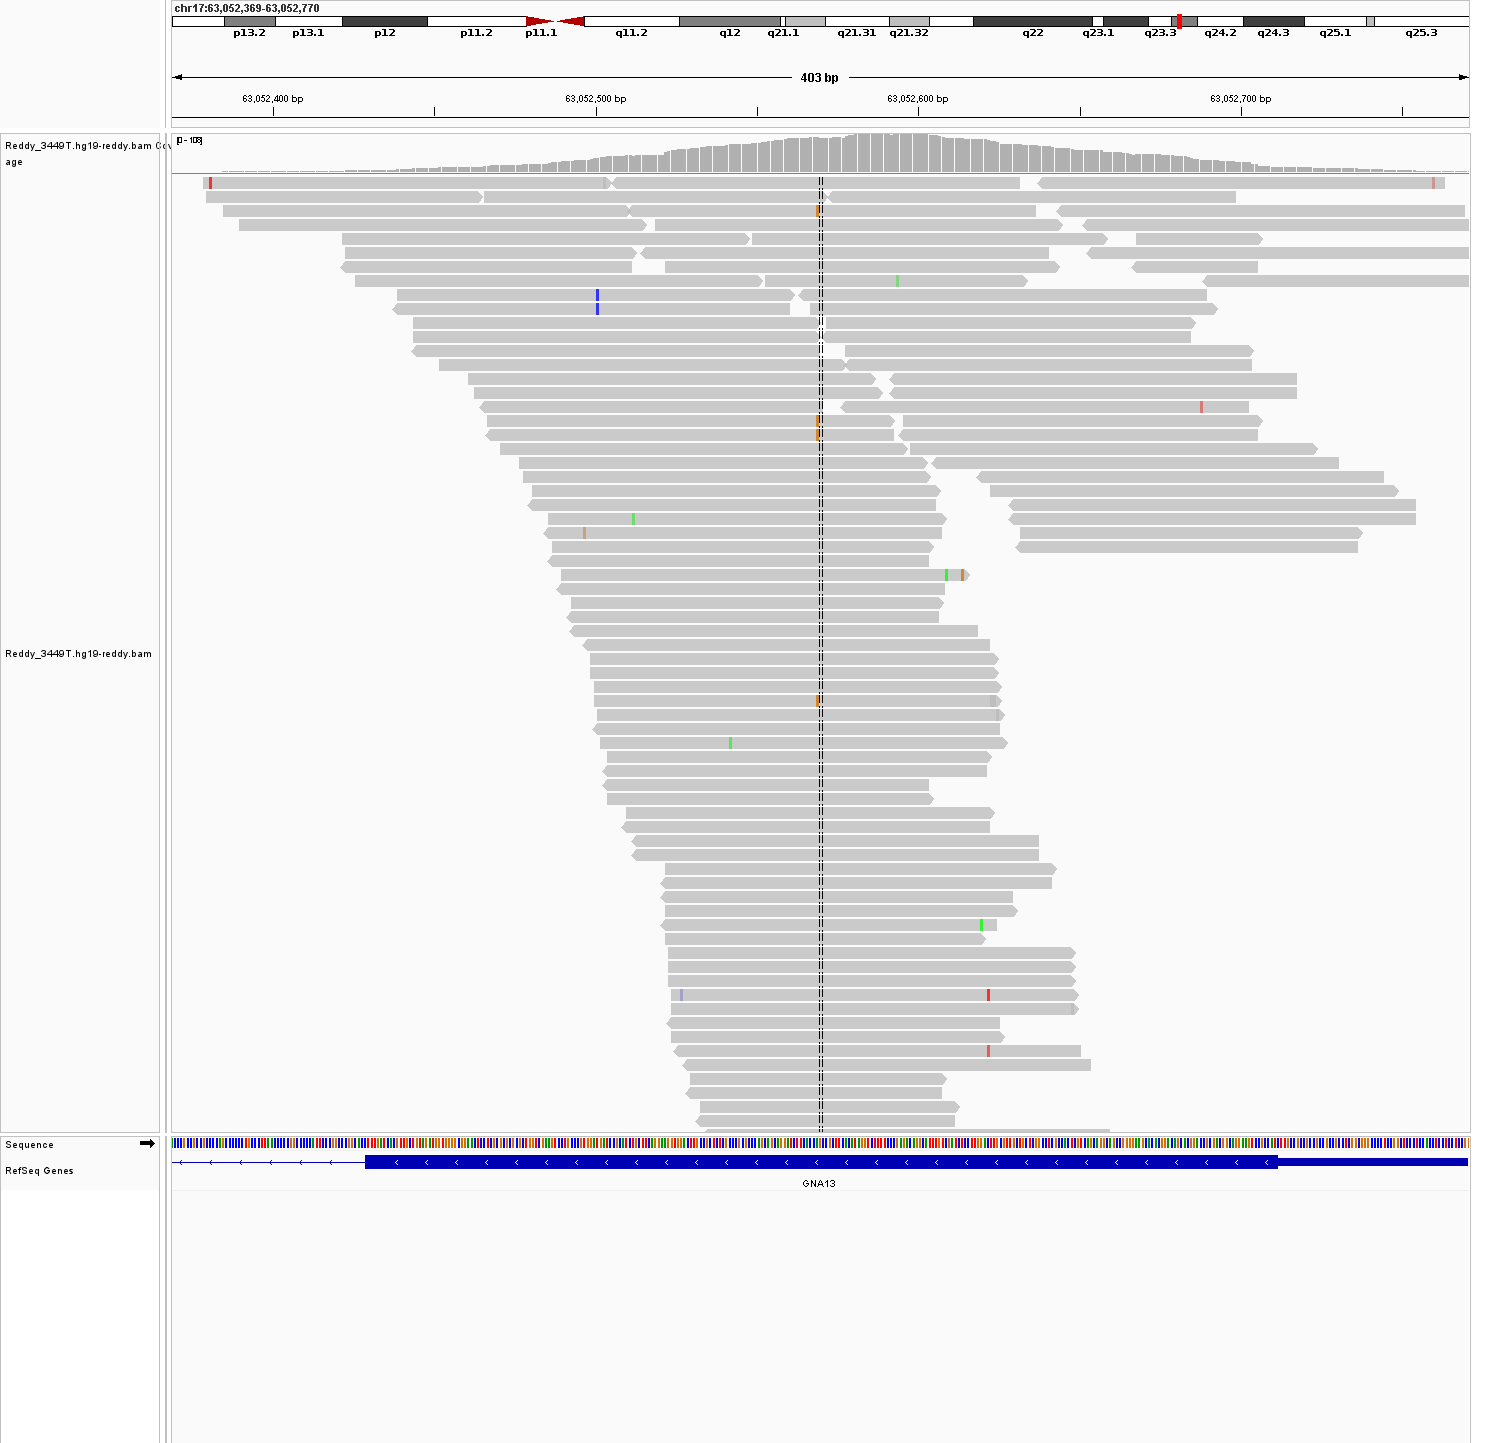 chr17:63,052,369-63,052,770
p13.2 p13.1 p12 p11.2 p11.1 q11.2 q12 q21.1 q21.31 q21.32 q22 q23.1 q23.3 q24.2 q24.3 q25.1 q25.3
403 bp
63,052,400 bp 63,052,500 bp 63,052,600 bp 63,052,700 bp
Reddy_3449T.hg19-reddy.bam Cov
age
[0 - 108]
Reddy_3449T.hg19-reddy.bam
Sequence
RefSeq Genes
GNA13